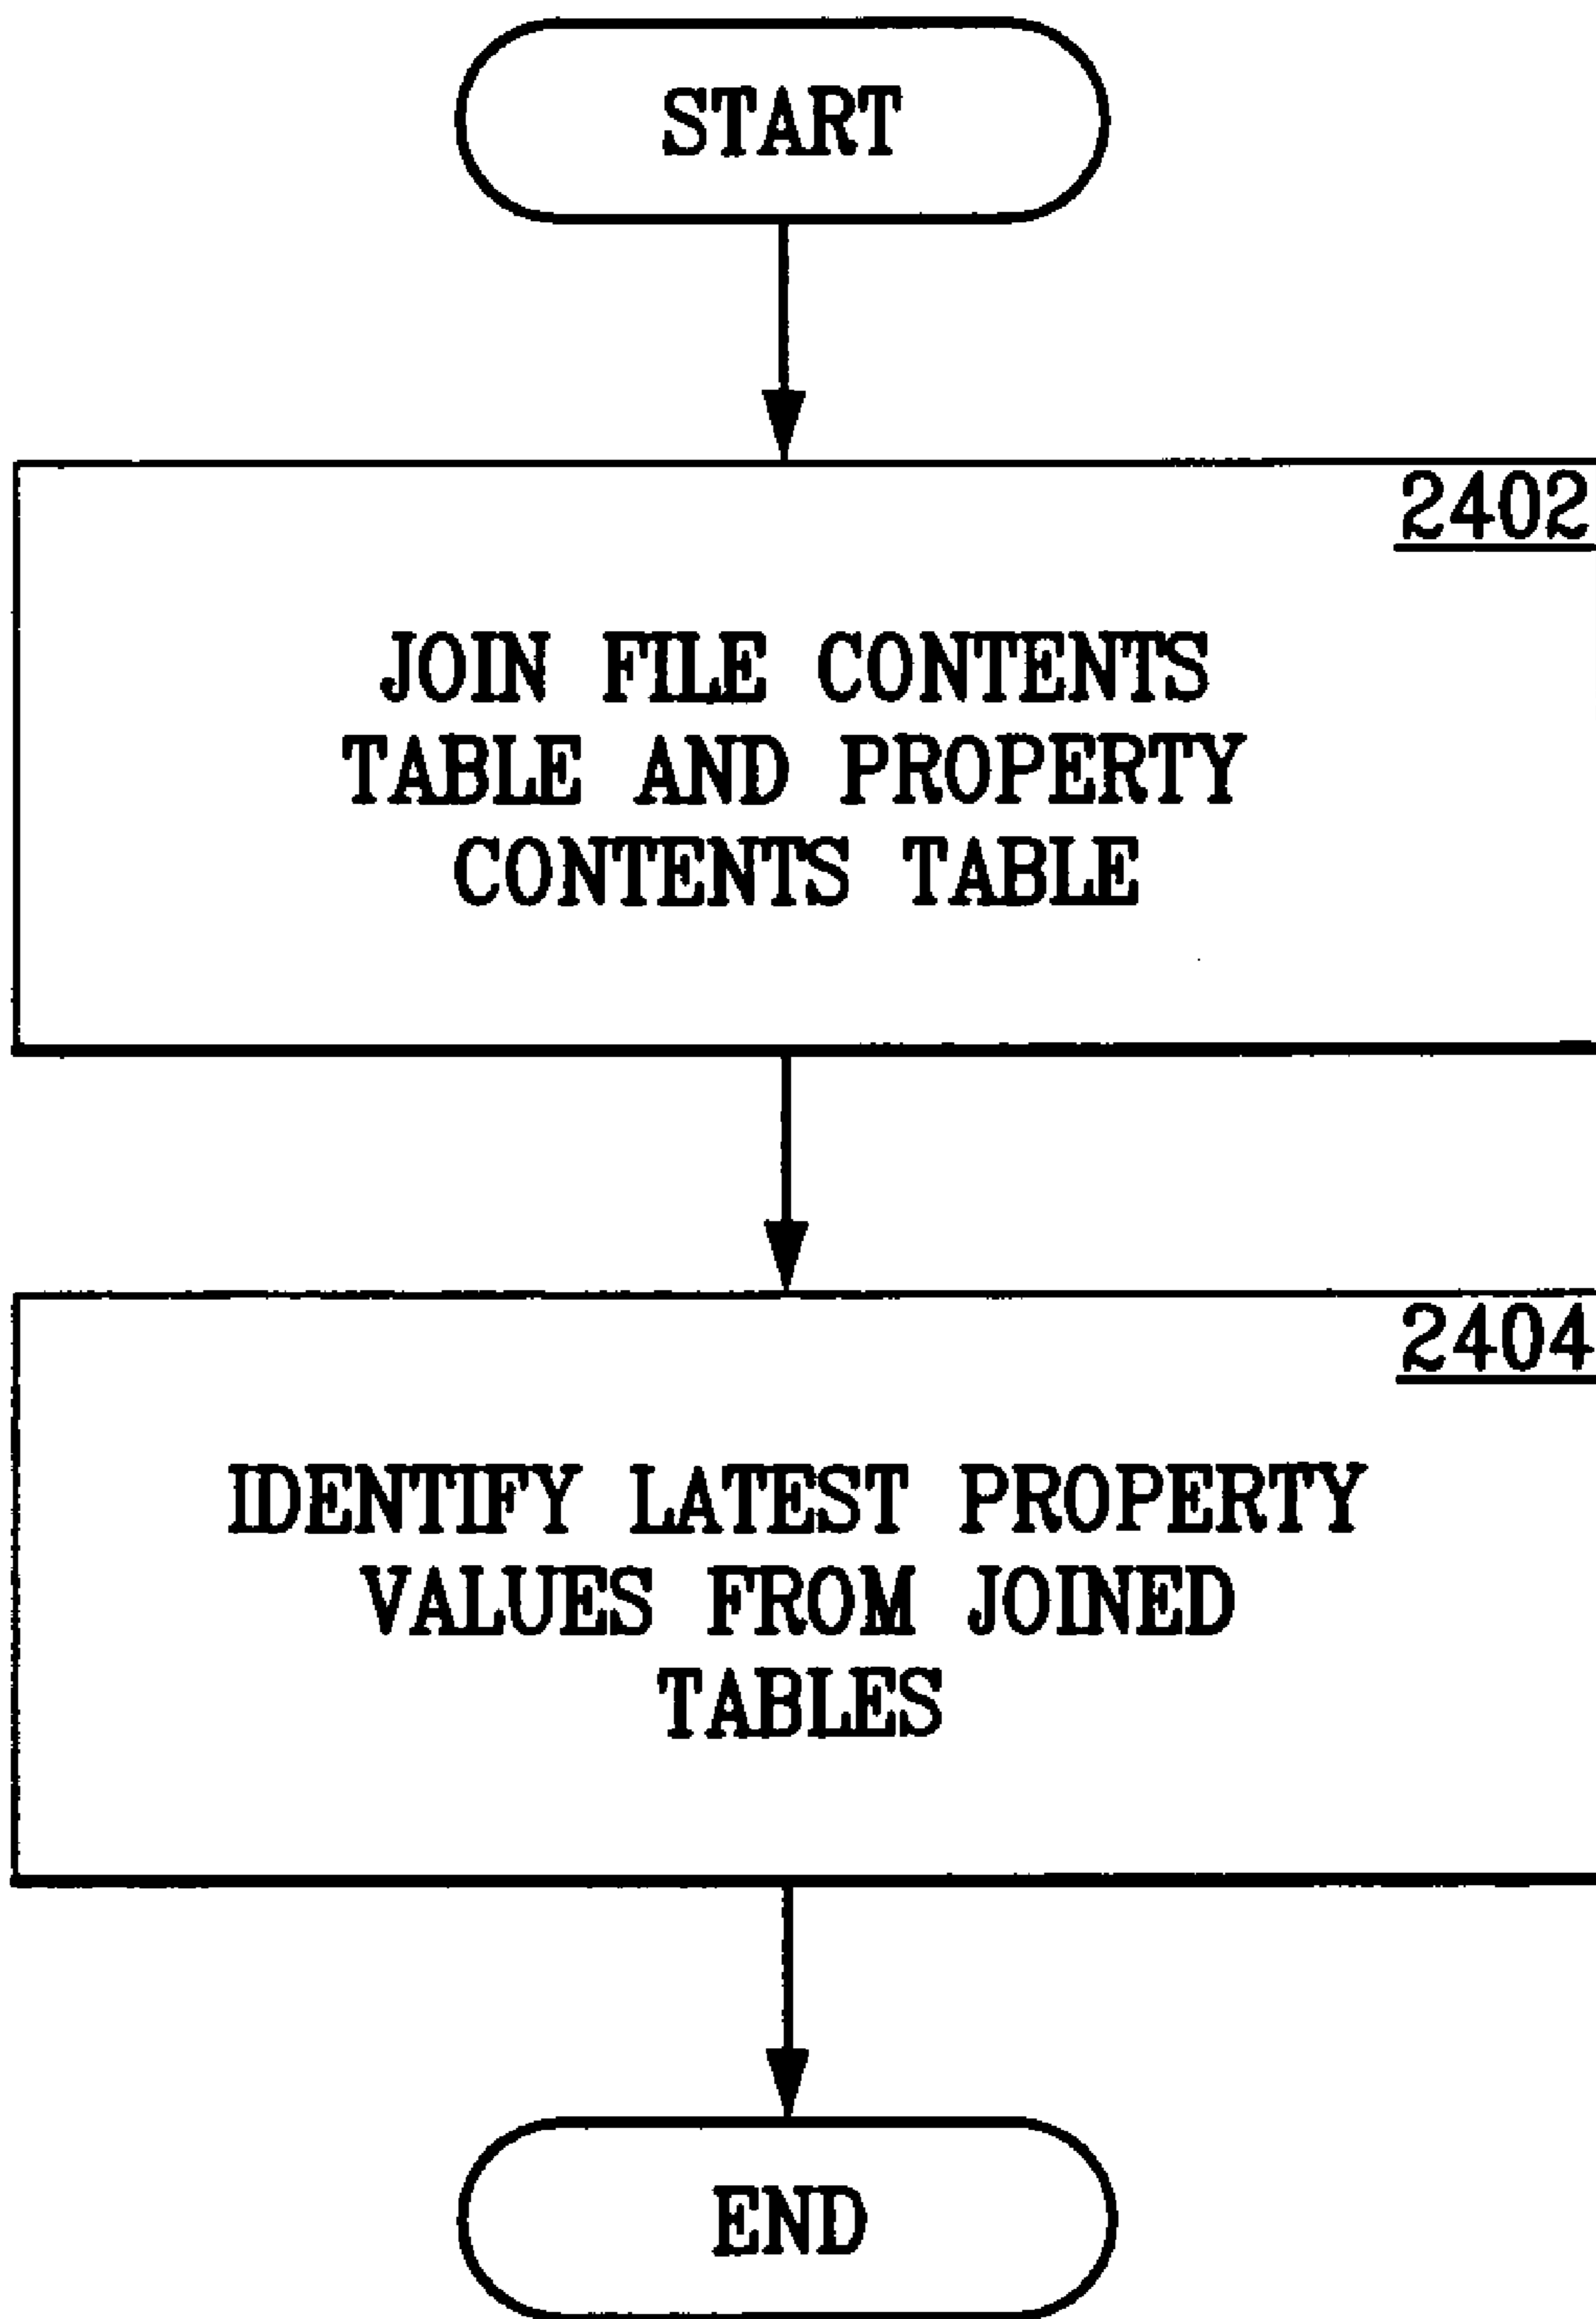 START
2402
JOIN FILE CONTENTS
TABLE AND PROPERTY
CONTENTS TABLE
2404
IDENTIFY LATEST PROPERTY
VALUES FROM JOINED
TABLES
END